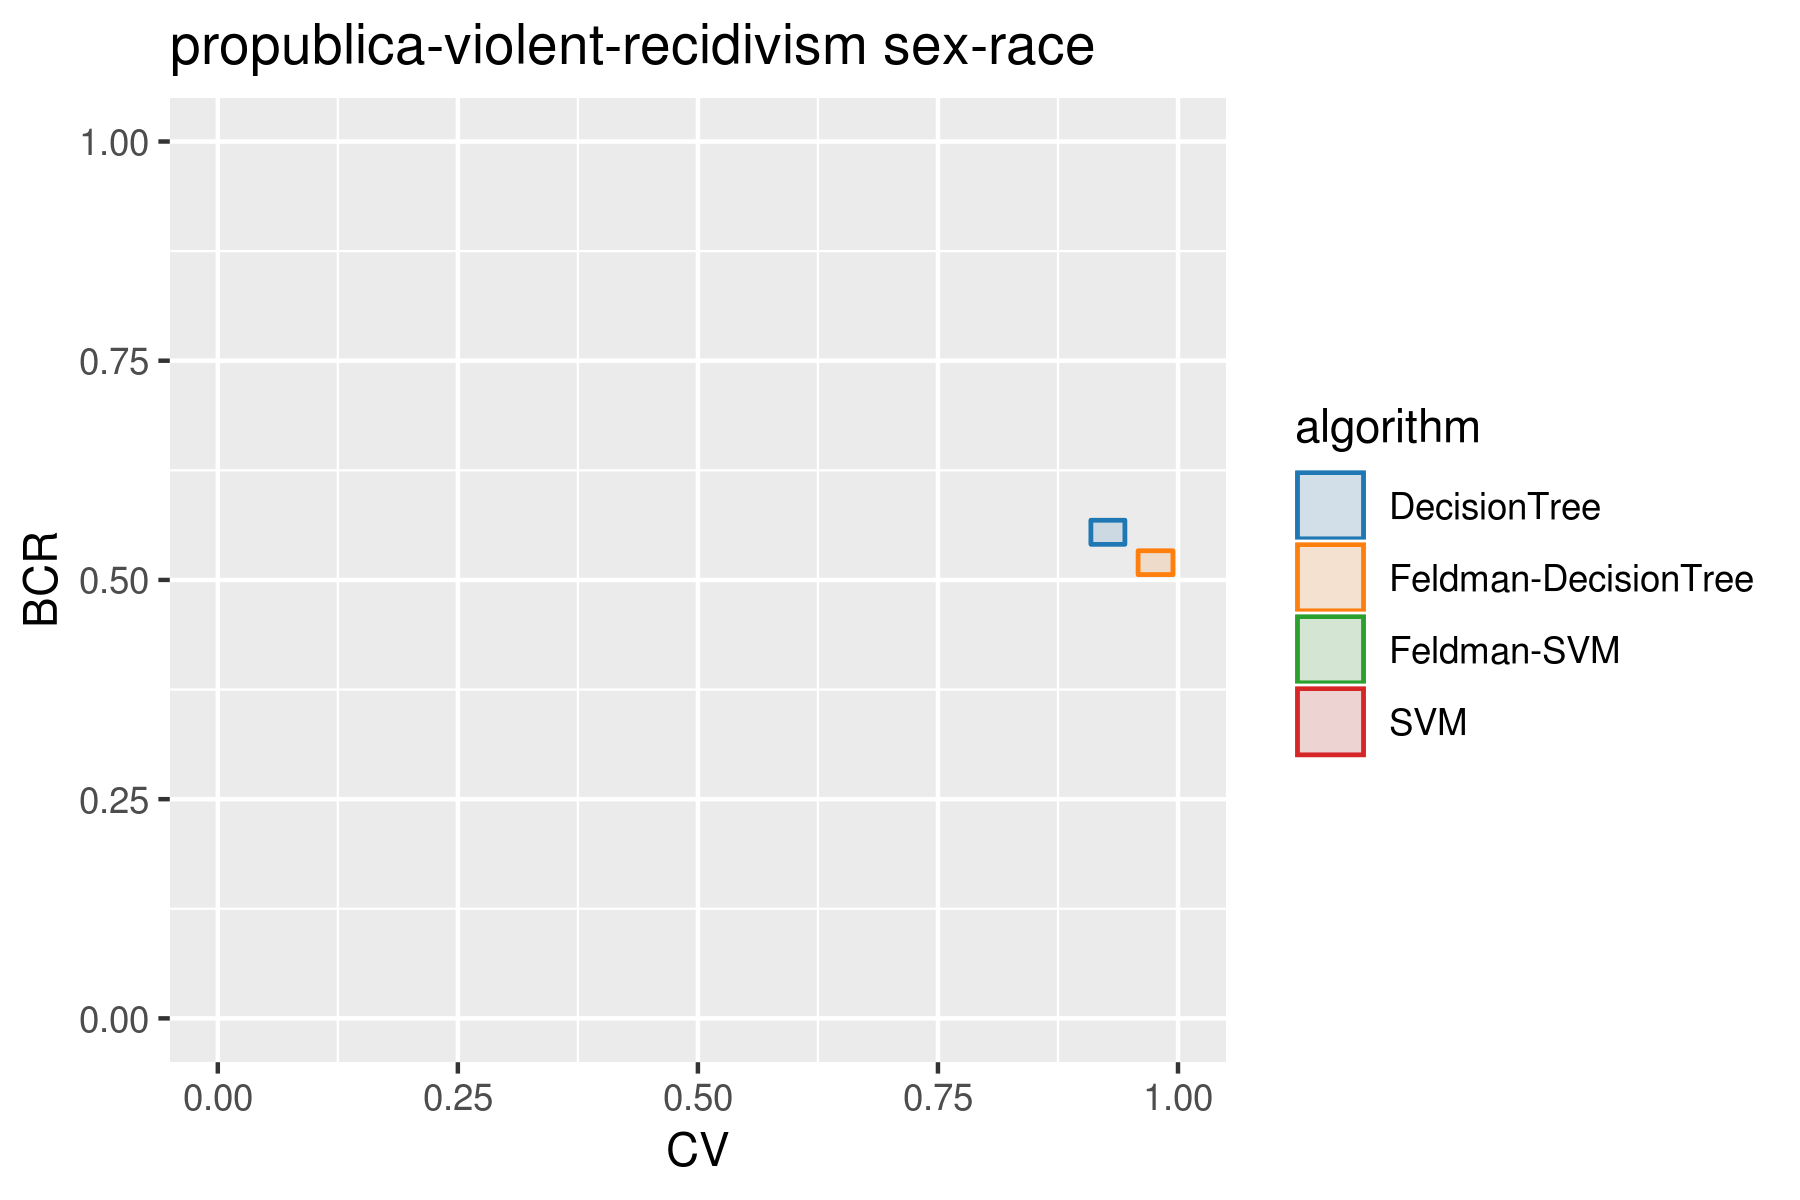 propublica-violent-recidivism sex-race
1.00
0.75
0.50
0.25
0.00
BCR
0.00 0.25 0.50 0.75 1.00
CV
algorithm
DecisionTree
Feldman-DecisionTree
Feldman-SVM
SVM